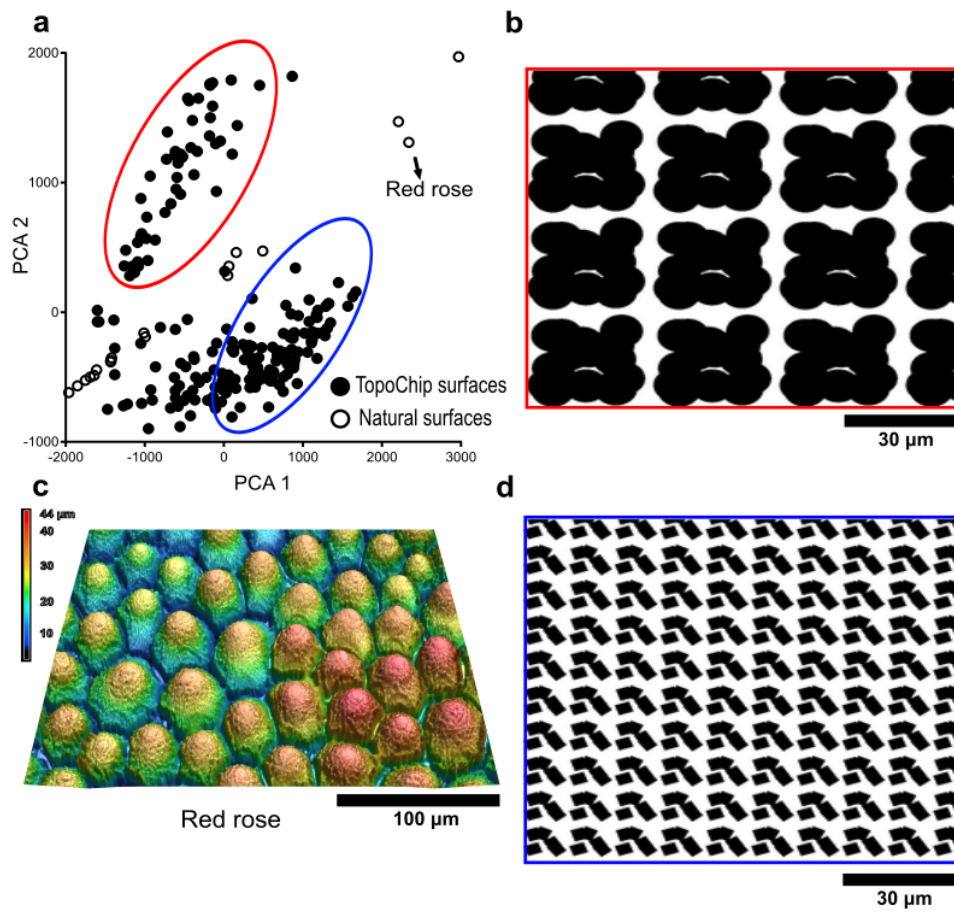 a
2000
1000
0
-1000
PCA 2
-2000
-1000
0
1000
2000
3000
PCA 1
Red rose
TopoChip surfaces
Natural surfaces
b
30 µm
c
44 µm
40
30
20
10
Red rose
100 µm
d
30 µm